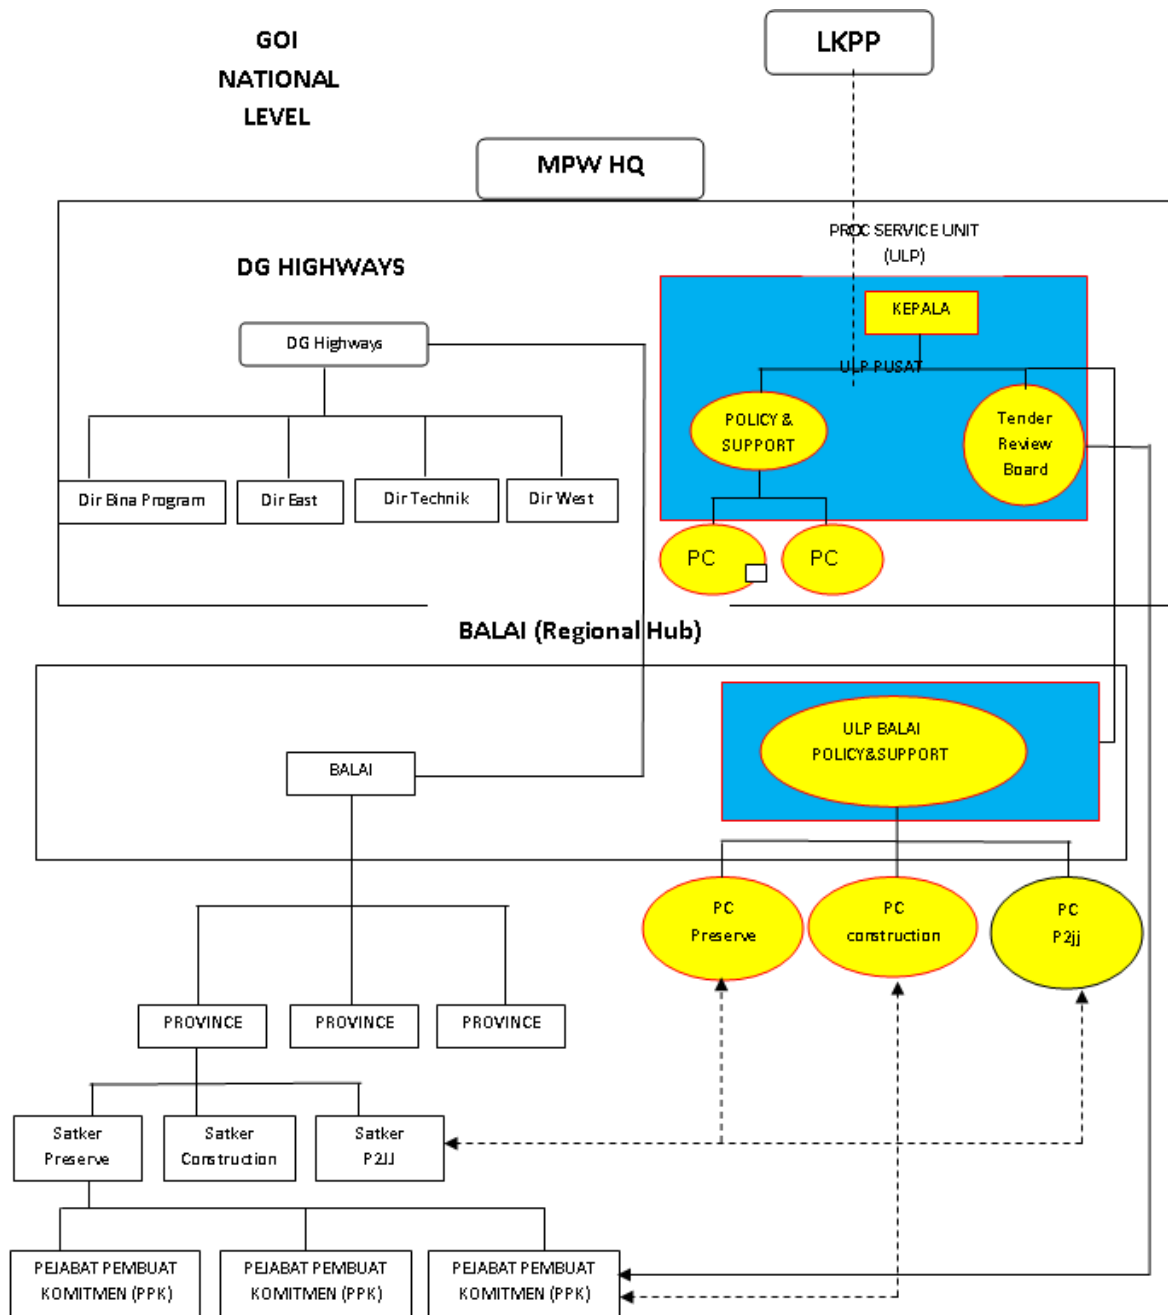 GOI
NATIONAL
LEVEL
LKPP
MPW HQ
PROC SERVICE UNIT
(ULP)
DG HIGHWAYS
KEPALA
DG Highways
ULP PUSAT
POLICY &
SUPPORT
Tender
Review
Board
Dir Bina Program
Dir East
Dir Technik
Dir West
PC
PC
BALAI (Regional Hub)
ULP BALAI
POLICY&SUPPORT
BALAI
PC
Preserve
PC
construction
PC
P2jj
PROVINCE
PROVINCE
PROVINCE
Satker
Preserve
Satker
Construction
Satker
P2JJ
PEJABAT PEMBUAT
KOMITMEN (PPK)
PEJABAT PEMBUAT
KOMITMEN (PPK)
PEJABAT PEMBUAT
KOMITMEN (PPK)